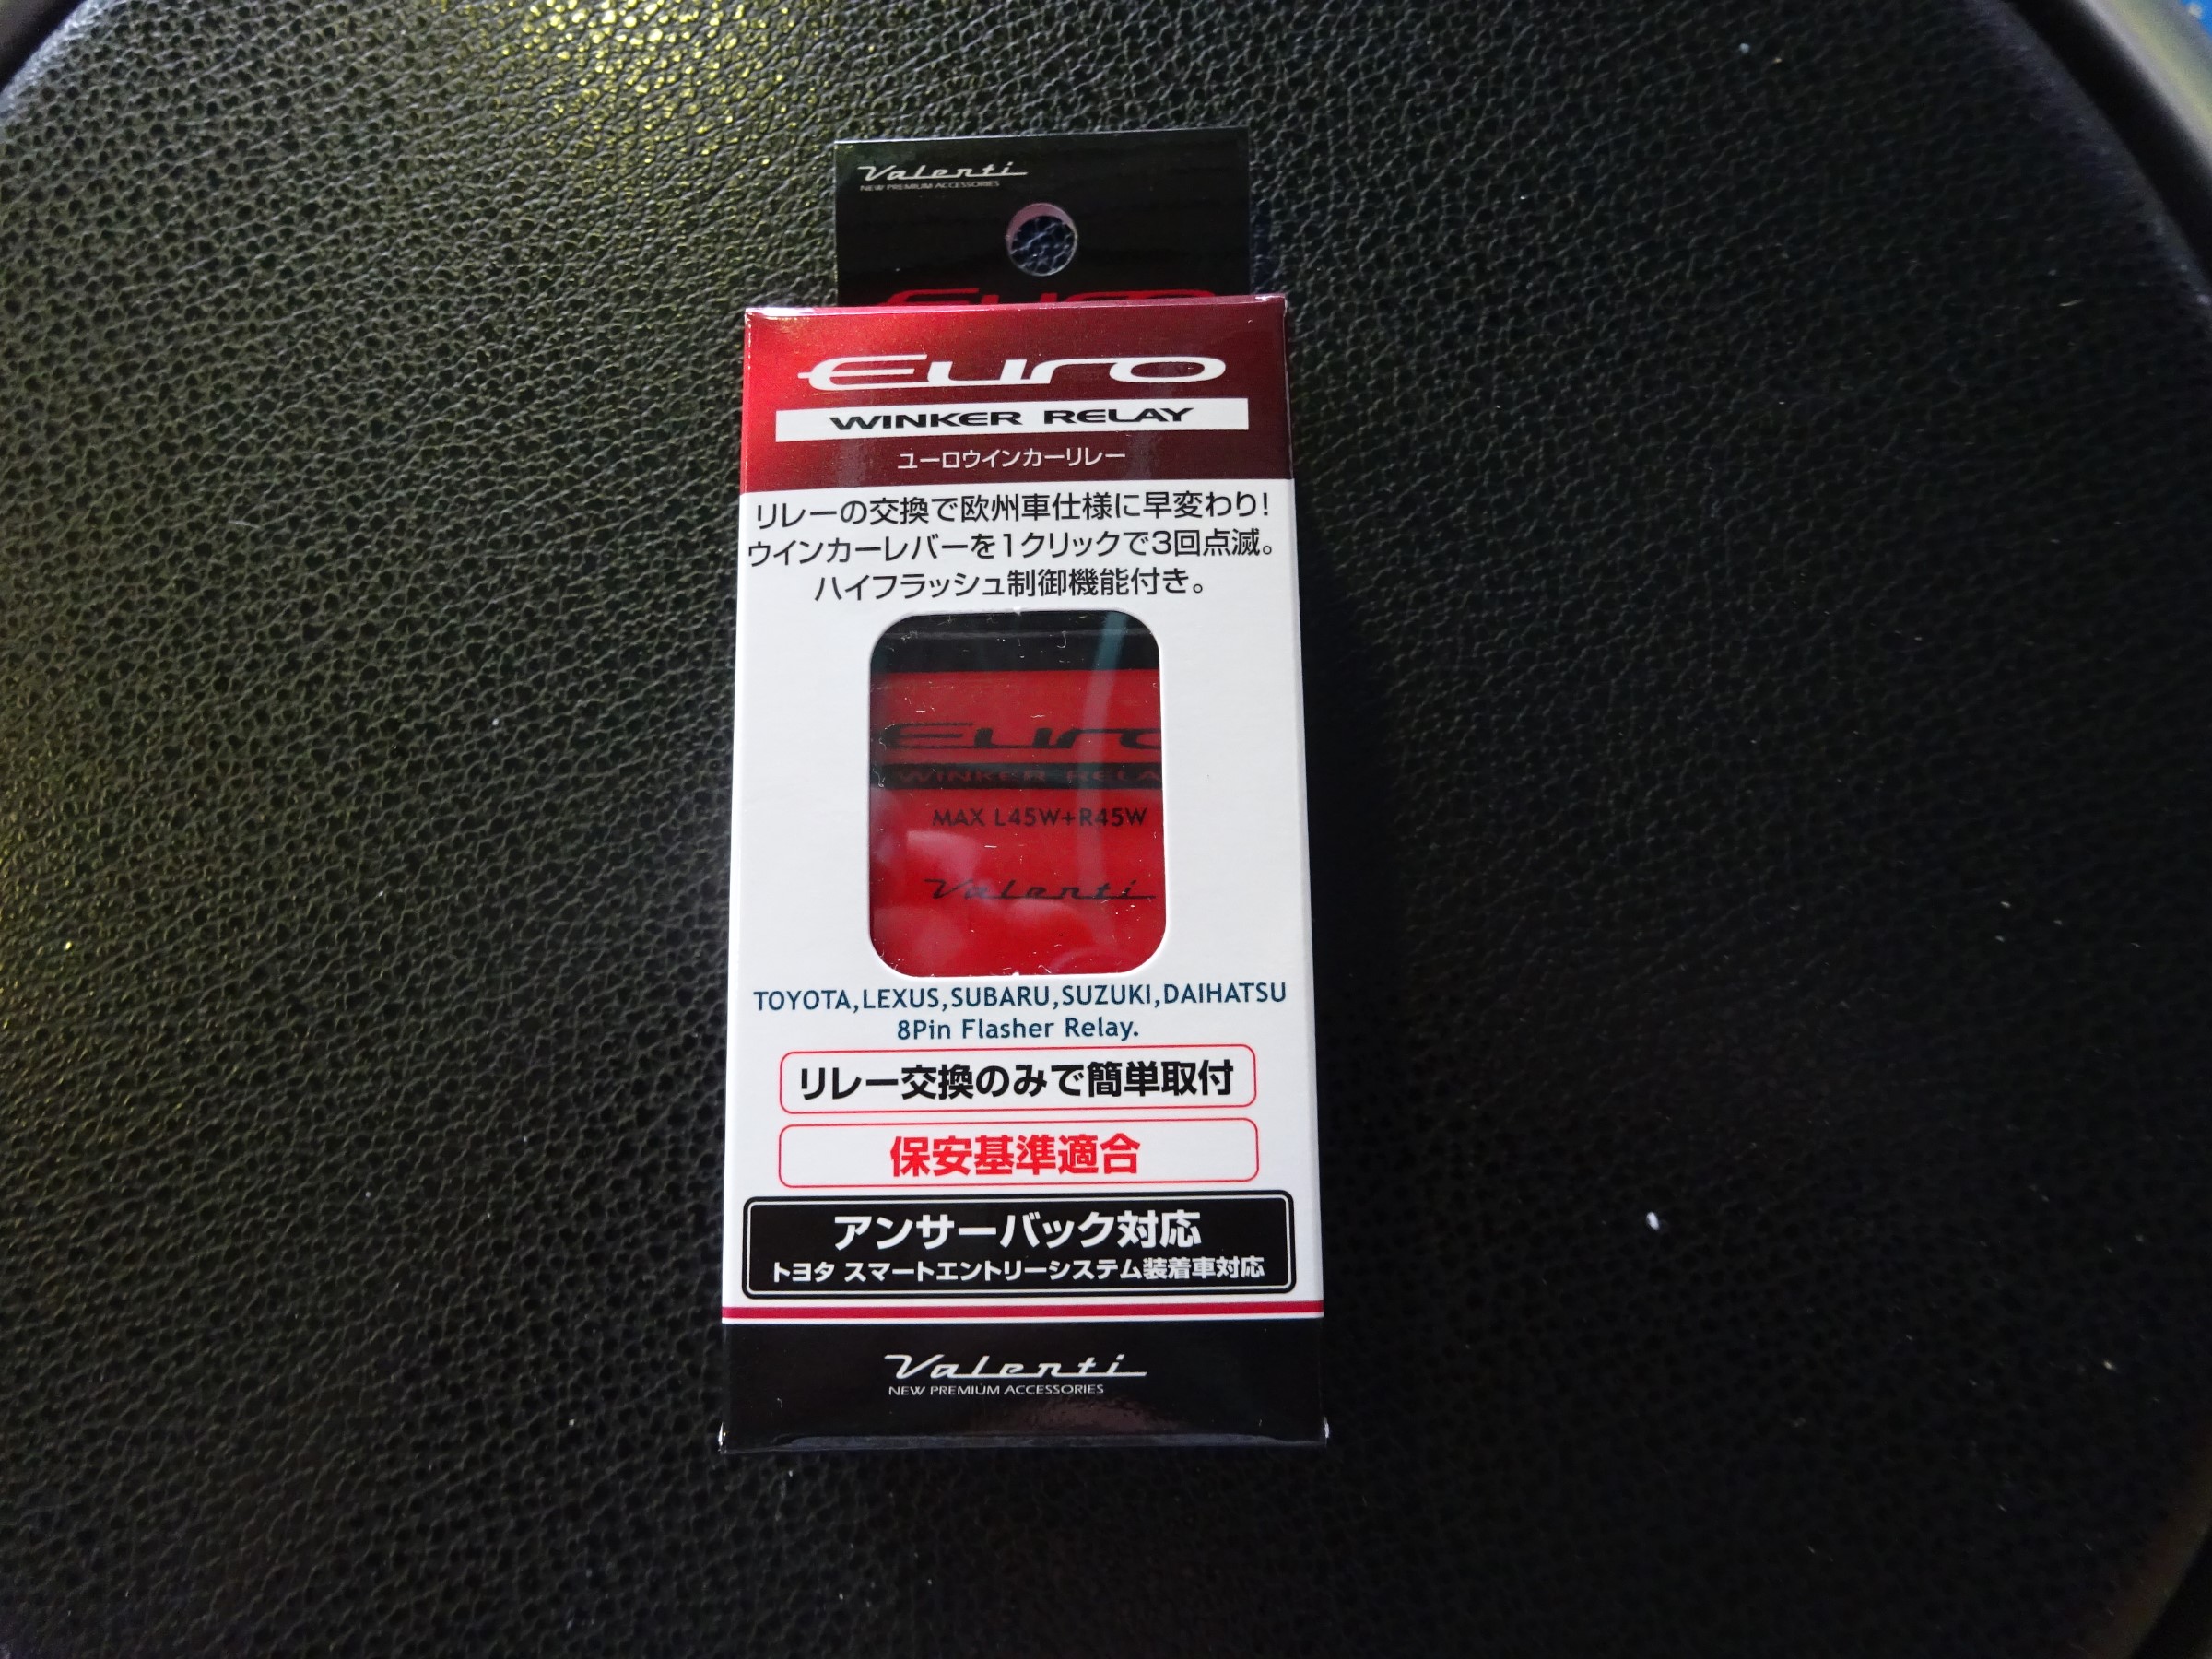 Valenti
NEW PREMIUM ACCESSORIES
Euro
Euro
WINKER RELAY
ユーロウインカーリレー
リレーの交換で欧州車仕様に早変わり!
ウインカーレバーを1クリックで3回点滅。
ハイフラッシュ制御機能付き。
Euro
WINKER RELA
MAX L45W+R45W
Valenti
TOYOTA,LEXUS,SUBARU,SUZUKI,DAIHATSU
8Pin Flasher Relay.
リレー交換のみで簡単取付
保安基準適合
アンサーバック対応
トヨタ スマートエントリーシステム装着車対応
Valenti
NEW PREMIUM ACCESSORIES